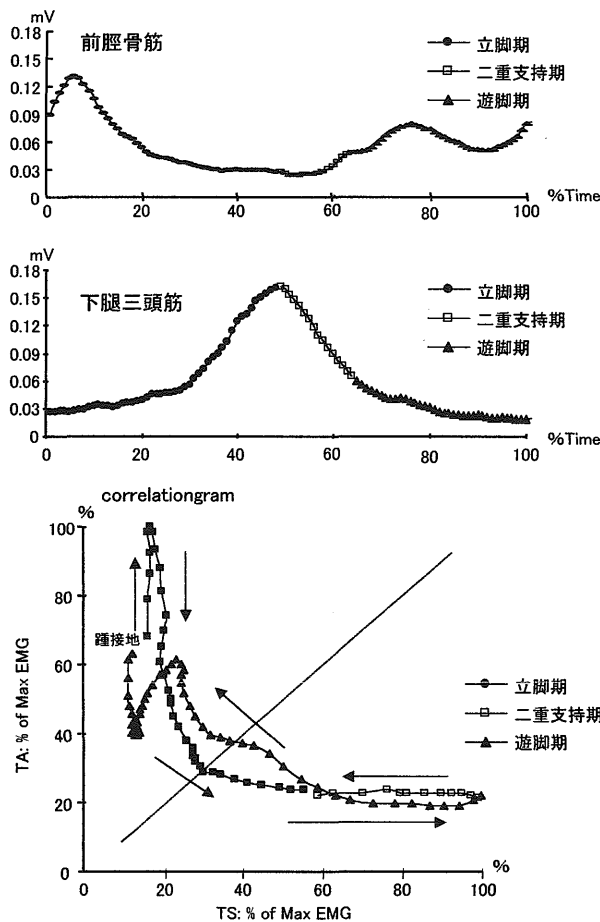 mV
前脛骨筋
0.18
0.15
0.12
0.09
0.06
0.03
0
0 20 40 60 80 100
%Time
立脚期
二重支持期
遊脚期
mV
下腿三頭筋
0.18
0.15
0.12
0.09
0.06
0.03
0
0 20 40 60 80 100
%Time
立脚期
二重支持期
遊脚期
correlationgram
%
100
80
60
40
20
0
踵接地
TA: % of Max EMG
0 20 40 60 80 100
%
TS: % of Max EMG
立脚期
二重支持期
遊脚期